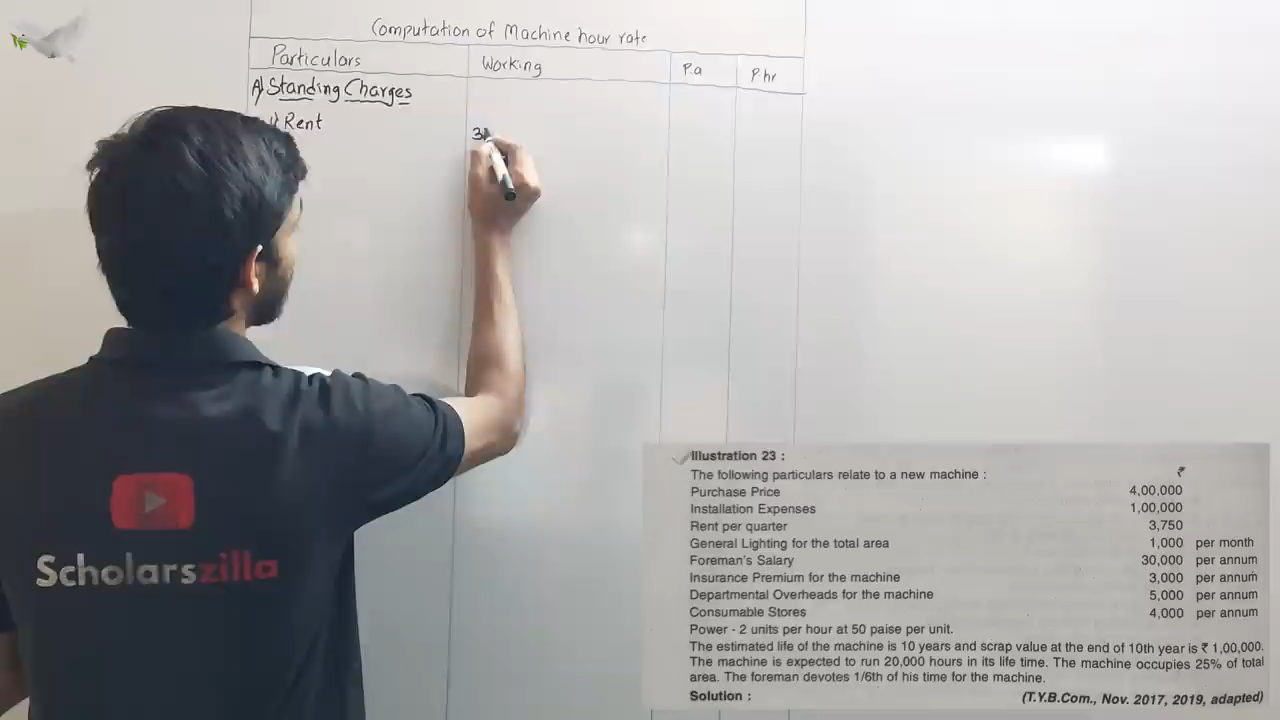 Computation of Machine hour rate
Particulars Working P.a P hr
A) Standing Charges
Rent
Scholarszilla
Illustration 23 :
The following particulars relate to a new machine : ₹
Purchase Price 4,00,000
Installation Expenses 1,00,000
Rent per quarter 3,750
General Lighting for the total area 1,000 per month
Foreman's Salary 30,000 per annum
Insurance Premium for the machine 3,000 per annum
Departmental Overheads for the machine 5,000 per annum
Consumable Stores 4,000 per annum
Power - 2 units per hour at 50 paise per unit.
The estimated life of the machine is 10 years and scrap value at the end of 10th year is ₹ 1,00,000.
The machine is expected to run 20,000 hours in its life time. The machine occupies 25% of total
area. The foreman devotes 1/6th of his time for the machine.
Solution : (T.Y.B.Com., Nov. 2017, 2019, adapted)